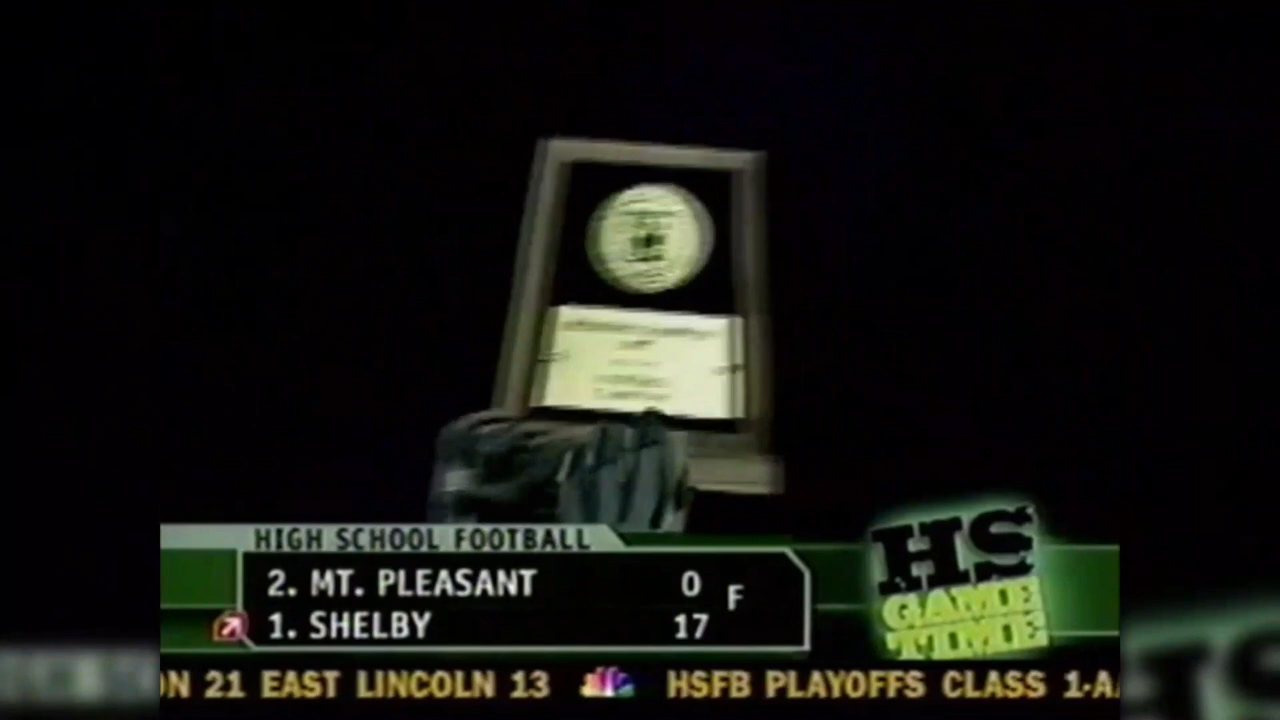 HIGH SCHOOL FOOTBALL
2. MT. PLEASANT 0 F
1. SHELBY 17
HS
GAME
TIME
ON 21 EAST LINCOLN 13 HSFB PLAYOFFS CLASS 1-A